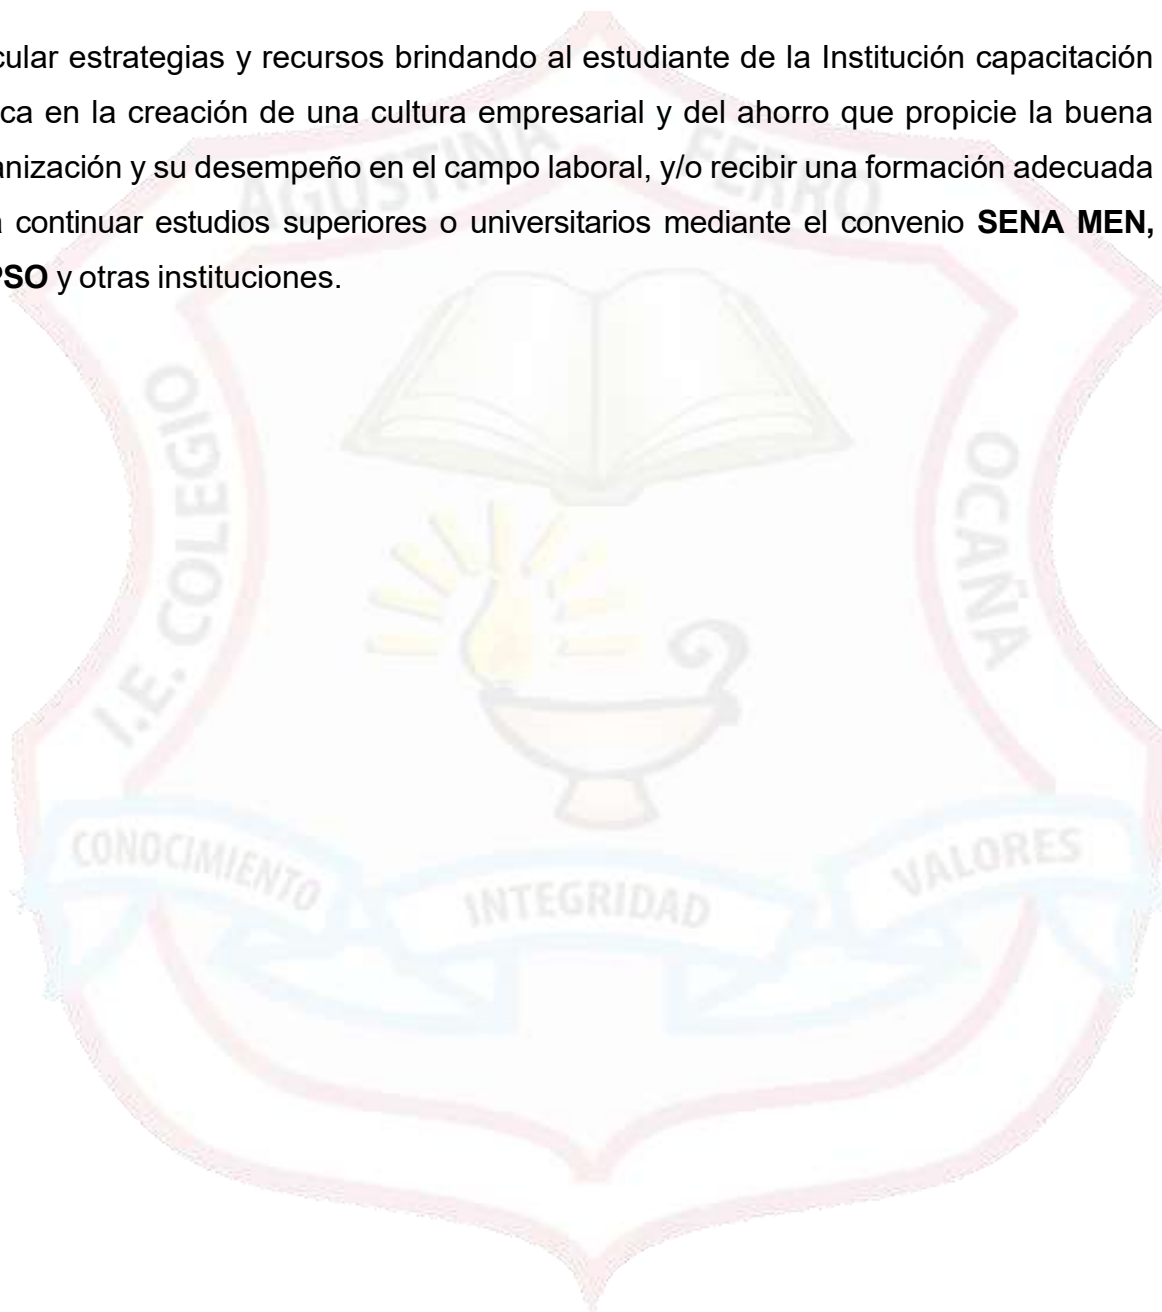 cular estrategias y recursos brindando al estudiante de la Institución capacitación
ca en la creación de una cultura empresarial y del ahorro que propicie la buena
anización y su desempeño en el campo laboral, y/o recibir una formación adecuada
a continuar estudios superiores o universitarios mediante el convenio SENA MEN,
PSO y otras instituciones.
AGUSTINA FERRO
I.E. COLEGIO
OCAÑA
CONOCIMIENTO
INTEGRIDAD
VALORES